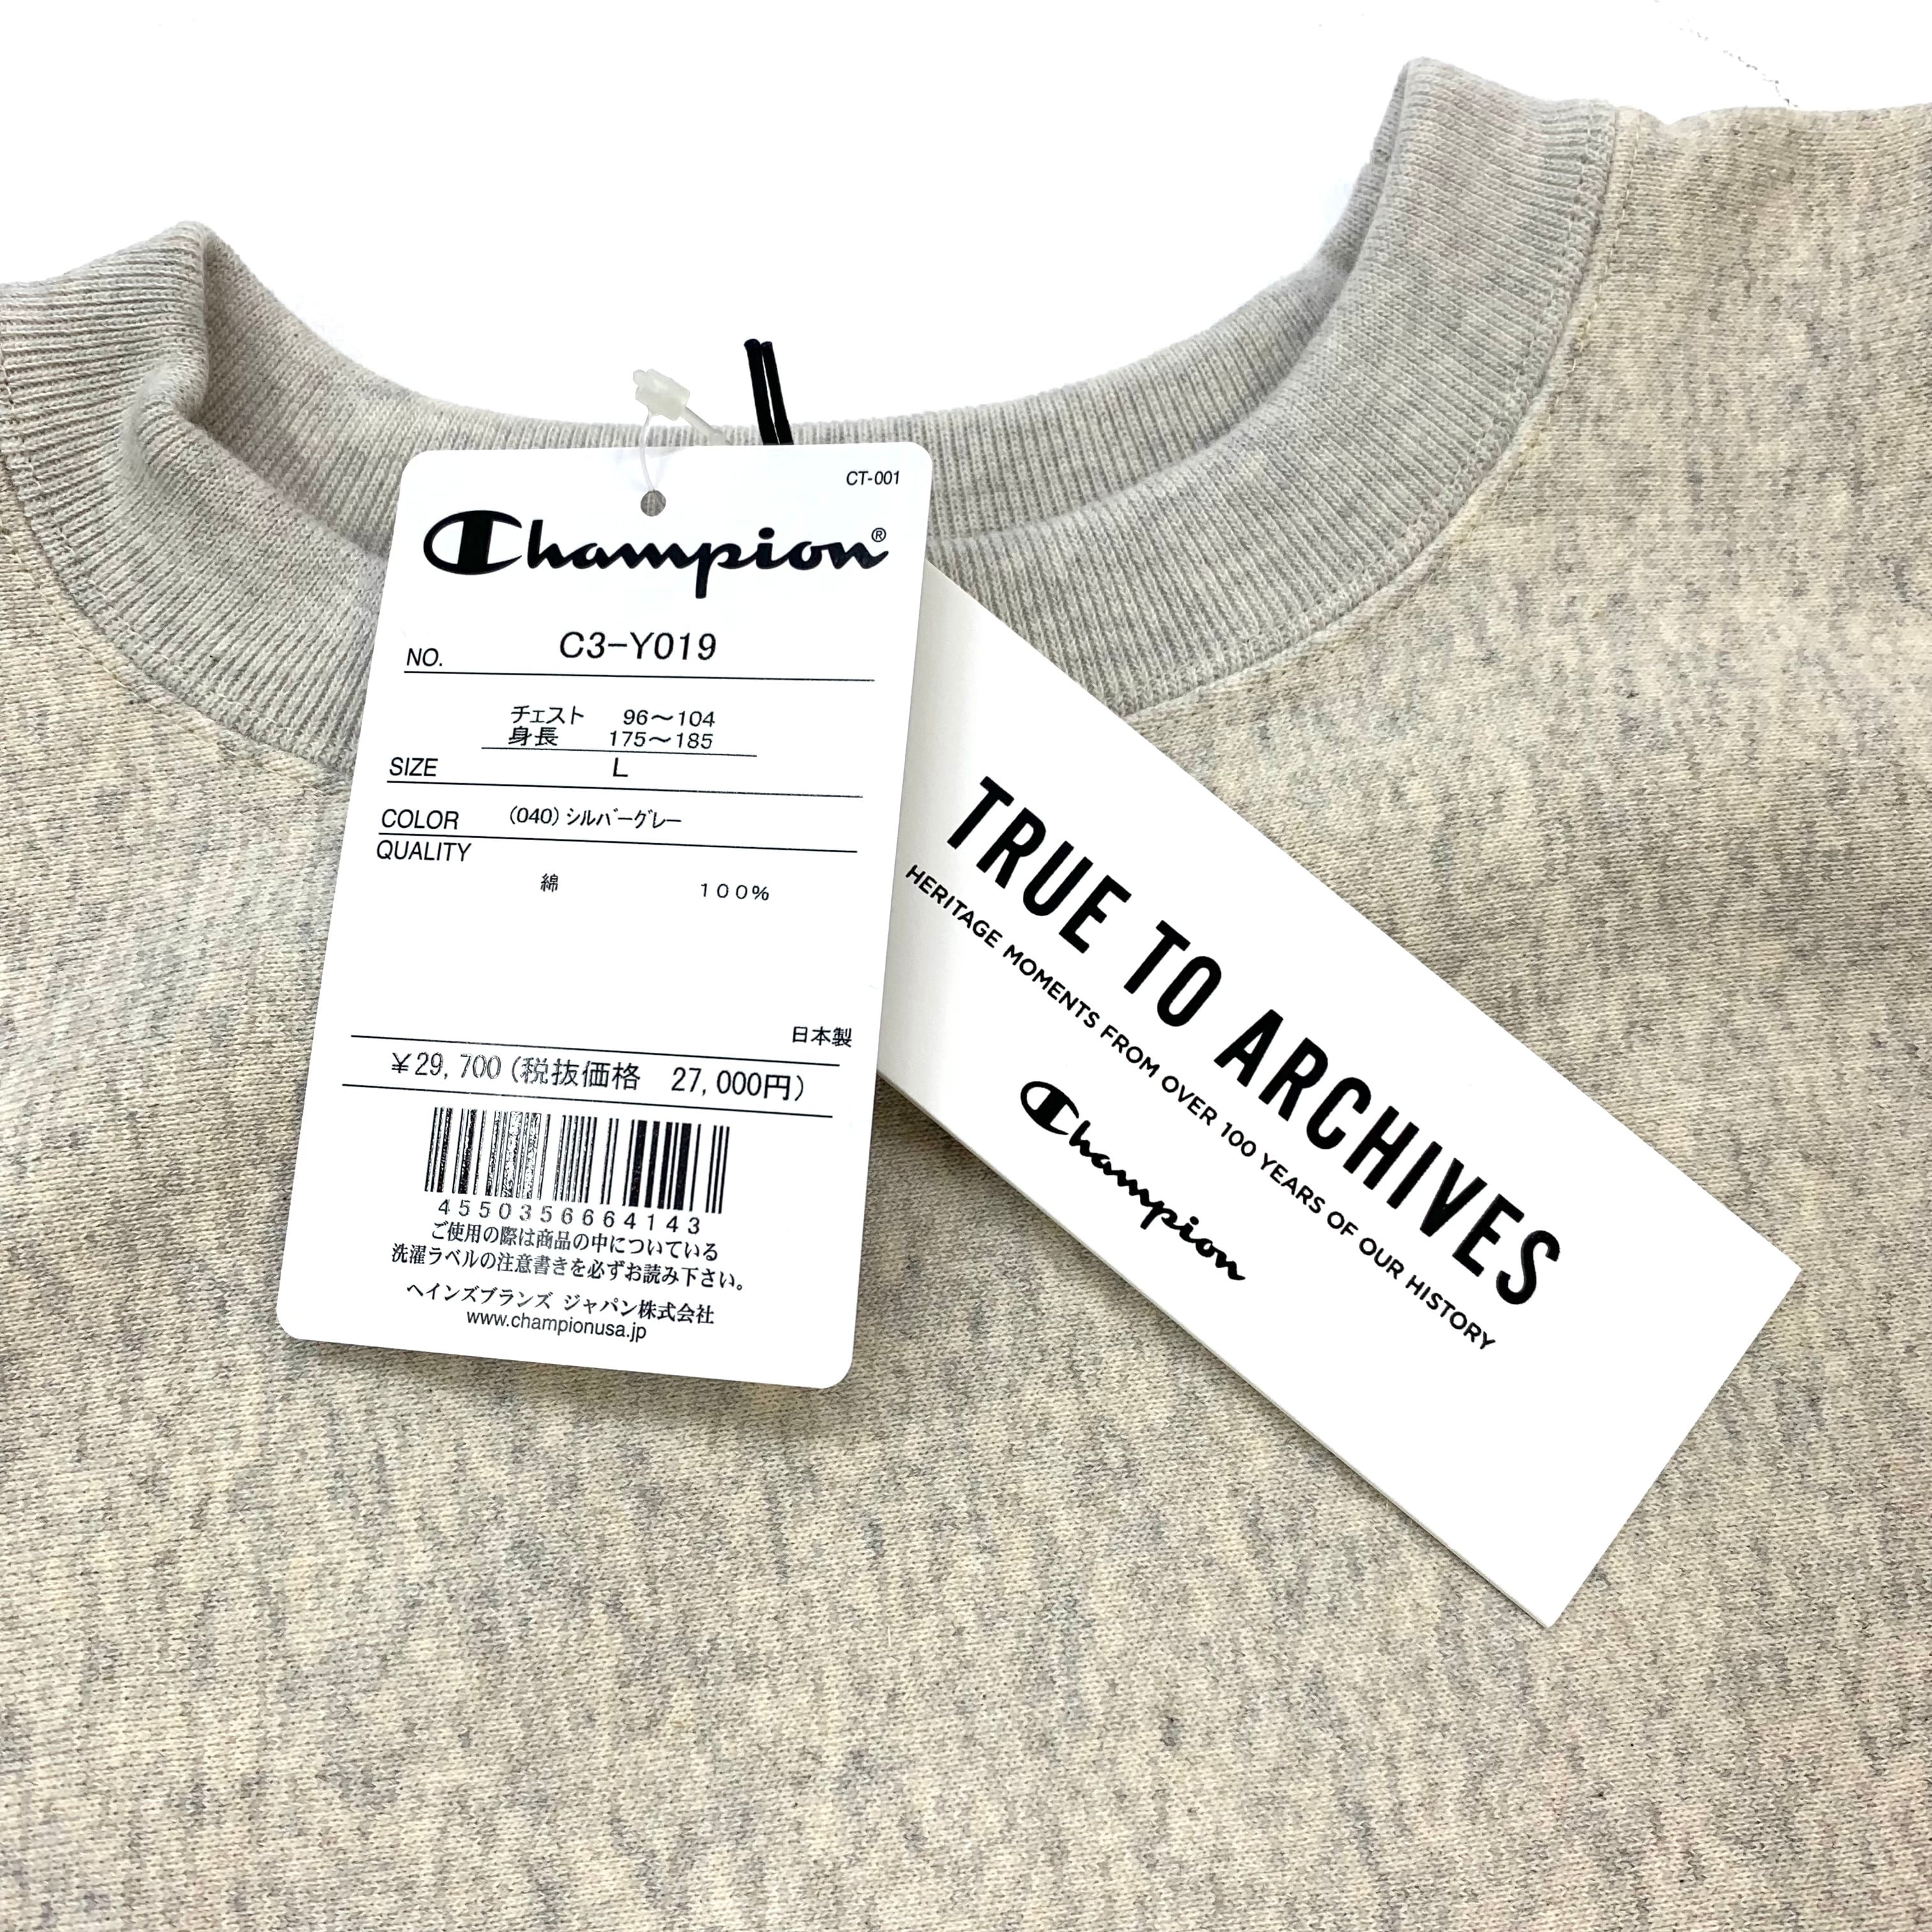 CT-001
Champion®
NO. C3-Y019
チェスト 96～104
身長 175～185
SIZE L
COLOR (040) シルバーグレー
QUALITY
綿 100%
日本製
¥29,700(税抜価格 27,000円)
4550356664143
ご使用の際は商品の中についている
洗濯ラベルの注意書きを必ずお読み下さい。
ヘインズブランズ ジャパン株式会社
www.championusa.jp
TRUE TO ARCHIVES
HERITAGE MOMENTS FROM OVER 100 YEARS OF OUR HISTORY
Champion